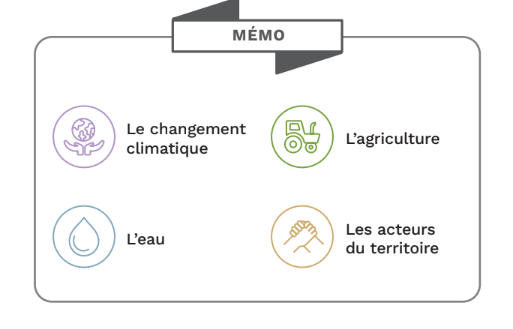 MÉMO
Le changement
climatique
L'agriculture
L'eau
Les acteurs
du territoire